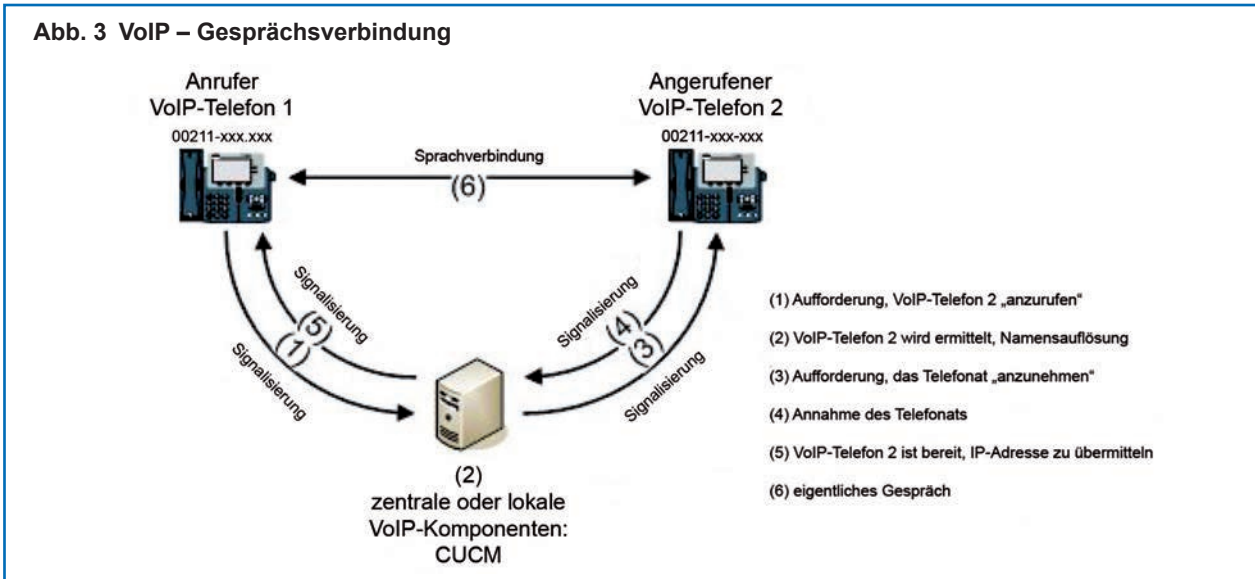 Abb. 3 VoIP – Gesprächsverbindung
Anrufer
VoIP-Telefon 1
00211-xxx.xxx
Angerufener
VoIP-Telefon 2
00211-xxx-xxx
Sprachverbindung
(6)
Signalisierung
(5)
(1)
Signalisierung
Signalisierung
(4)
(3)
Signalisierung
(2)
zentrale oder lokale
VoIP-Komponenten:
CUCM
(1) Aufforderung, VoIP-Telefon 2 „anzurufen“
(2) VoIP-Telefon 2 wird ermittelt, Namensauflösung
(3) Aufforderung, das Telefonat „anzunehmen“
(4) Annahme des Telefonats
(5) VoIP-Telefon 2 ist bereit, IP-Adresse zu übermitteln
(6) eigentliches Gespräch